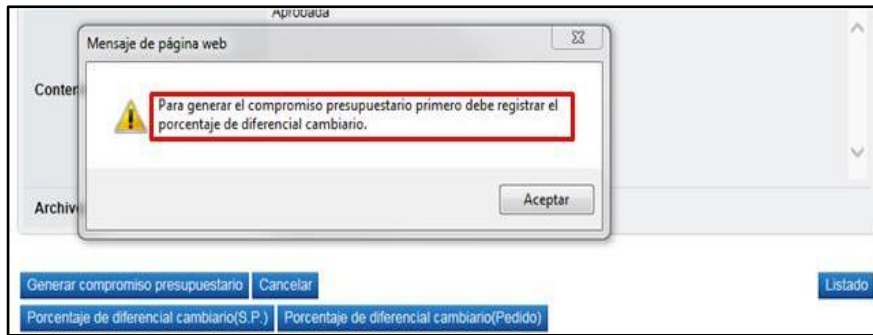 Aprobada
Mensaje de página web
Conten
Para generar el compromiso presupuestario primero debe registrar el
porcentaje de diferencial cambiario.
Aceptar
Archiv
Generar compromiso presupuestario Cancelar Listado
Porcentaje de diferencial cambiario(S.P.) Porcentaje de diferencial cambiario(Pedido)